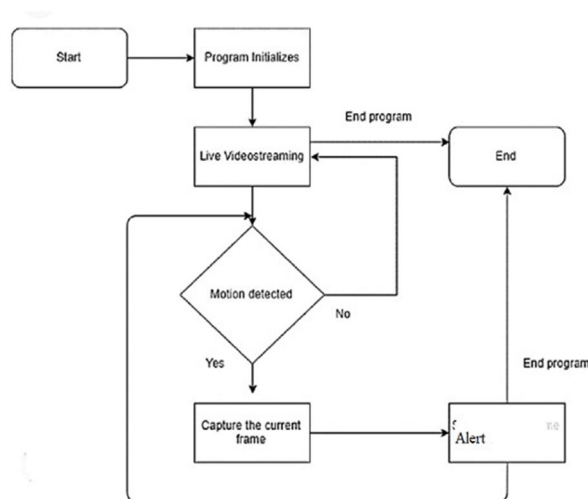 Start
Program Initializes
End program
Live Videostreaming
End
Motion detected
No
Yes
End program
Capture the current
frame
Alert